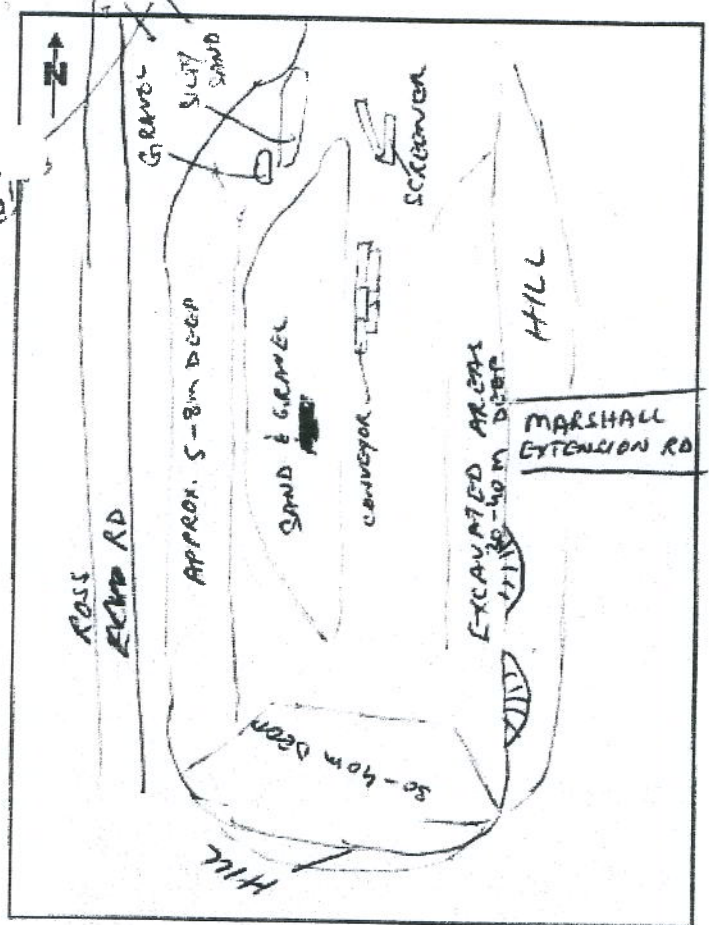 N
GRAVEL
SILTY
SAND
SCREENER
ROSS
RD
APPROX. 5-8m DEEP
SAND & GRAVEL
CONVEYOR
EXCAVATED AREAS
30-40m DEEP
HILL
MARSHALL
EXTENSION RD
30-40m DEEP
HILL